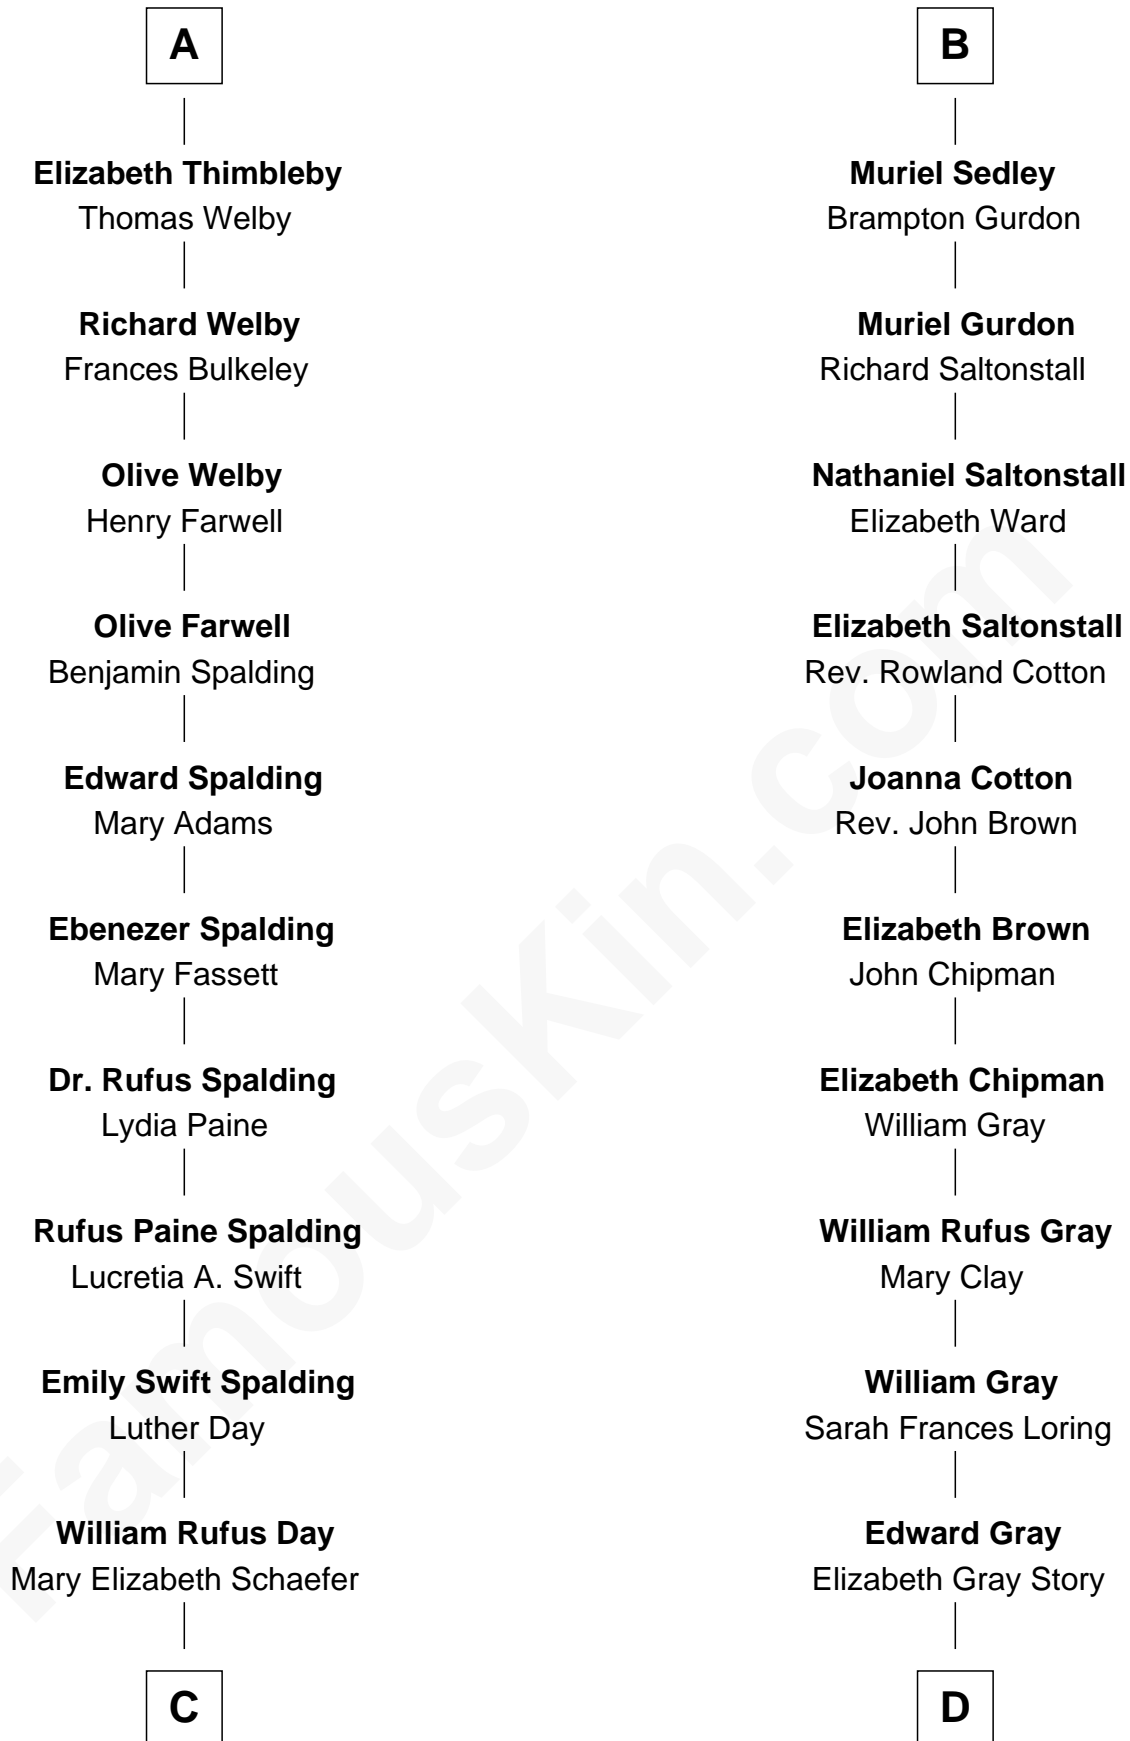 A
Elizabeth Thimbleby
Thomas Welby
Richard Welby
Frances Bulkeley
Olive Welby
Henry Farwell
Olive Farwell
Benjamin Spalding
Edward Spalding
Mary Adams
Ebenezer Spalding
Mary Fassett
Dr. Rufus Spalding
Lydia Paine
Rufus Paine Spalding
Lucretia A. Swift
Emily Swift Spalding
Luther Day
William Rufus Day
Mary Elizabeth Schaefer
C
B
Muriel Sedley
Brampton Gurdon
Muriel Gurdon
Richard Saltonstall
Nathaniel Saltonstall
Elizabeth Ward
Elizabeth Saltonstall
Rev. Rowland Cotton
Joanna Cotton
Rev. John Brown
Elizabeth Brown
John Chipman
Elizabeth Chipman
William Gray
William Rufus Gray
Mary Clay
William Gray
Sarah Frances Loring
Edward Gray
Elizabeth Gray Story
D
FamousKin.com